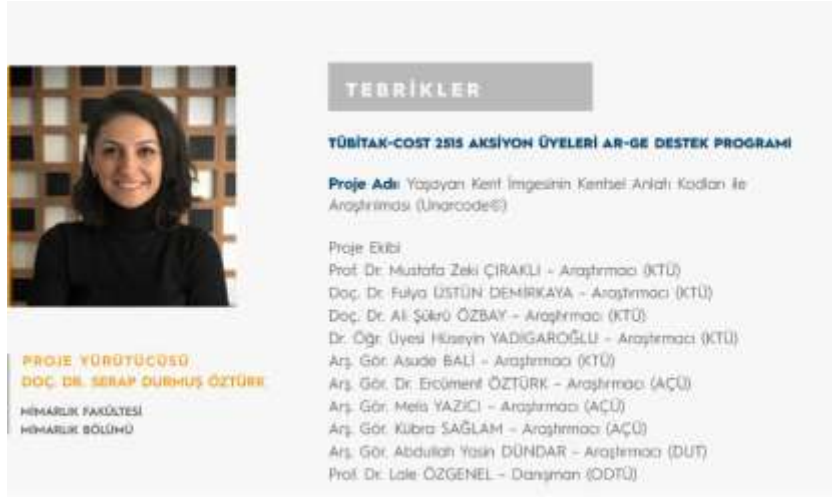 TEBRİKLER
TÜBİTAK-COST 2515 AKSİYON ÜYELERİ AR-GE DESTEK PROGRAMI
Proje Adı: Yaşayan Kent İmgesinin Kentsel Anlatı Kodları ile
Araştırılması (Unarcode©)
Proje Ekibi
Prof. Dr. Mustafa Zeki ÇIRAKLI - Araştırmacı (KTÜ)
Doç. Dr. Fulya ÜSTÜN DEMİRKAYA - Araştırmacı (KTÜ)
Doç. Dr. Ali Şükrü ÖZBAY - Araştırmacı (KTÜ)
Dr. Öğr. Üyesi Hüseyin YADİGAROĞLU - Araştırmacı (KTÜ)
Arş. Gör. Asude BALİ - Araştırmacı (KTÜ)
Arş. Gör. Dr. Ercüment ÖZTÜRK - Araştırmacı (AÇÜ)
Arş. Gör. Melis YAZICI - Araştırmacı (AÇÜ)
Arş. Gör. Kübra SAĞLAM - Araştırmacı (AÇÜ)
Arş. Gör. Abdullah Yasin DÜNDAR - Araştırmacı (DUT)
Prof. Dr. Lale ÖZGENEL - Danışman (ODTÜ)
PROJE YÜRÜTÜCÜSÜ
DOÇ. DR. SERAP DURMUŞ ÖZTÜRK
MİMARLIK FAKÜLTESİ
MİMARLIK BÖLÜMÜ